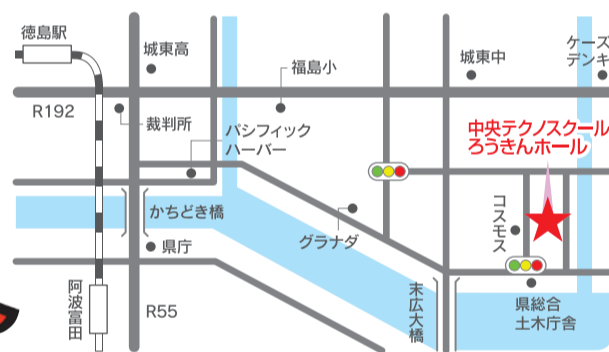 徳島駅
城東高
福島小
城東中
ケーズ
デンキ
R192
裁判所
パシフィック
ハーバー
中央テクノスクール
ろうきんホール
かちどき橋
グラナダ
コスモス
県庁
阿波富田
R55
末広大橋
県総合
土木庁舎